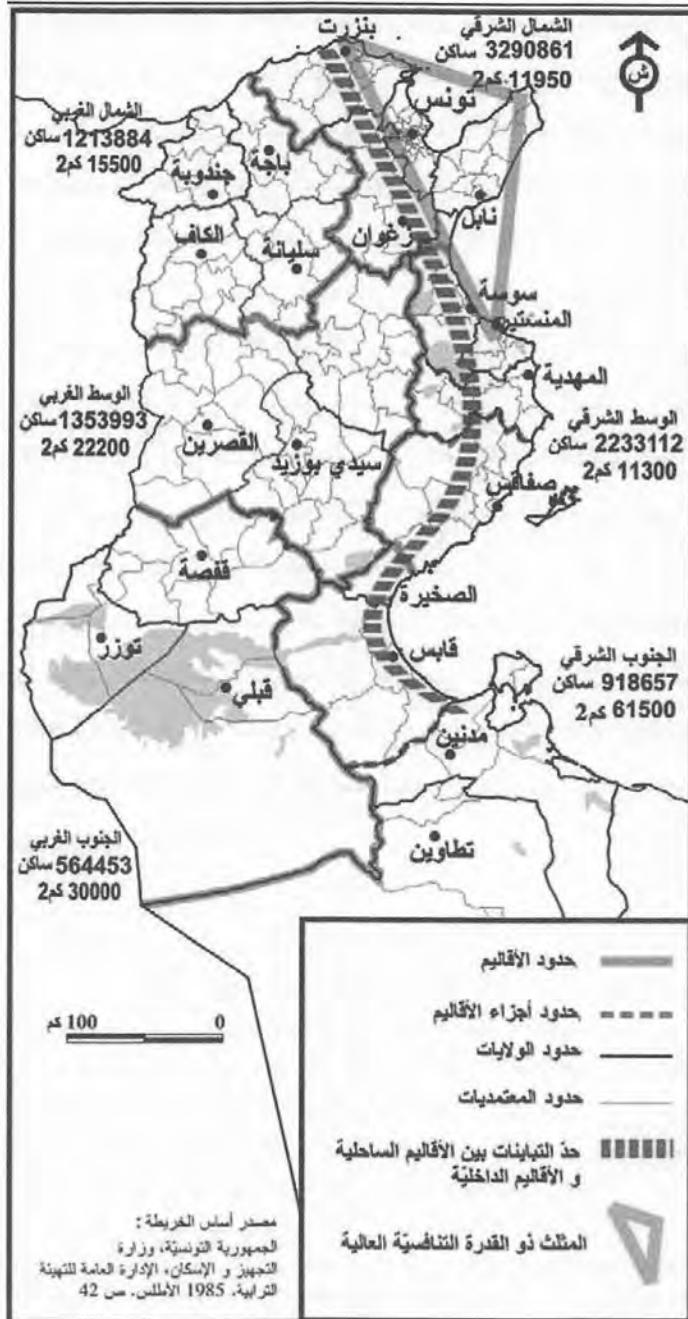 الشمال الشرقي
3290861 ساكن
11950 كم2
ش
بنزرت
تونس
الشمال الغربي
1213884 ساكن
15500 كم2
باجة
جندوبة
نابل
زغوان
الكاف
سليانة
سوسة
المنستير
المهدية
الوسط الغربي
1353993 ساكن
22200 كم2
القصرين
سيدي بوزيد
الوسط الشرقي
2233112 ساكن
11300 كم2
صفاقس
قفصة
الصخيرة
توزر
قابس
قبلي
الجنوب الشرقي
918657 ساكن
61500 كم2
مدنين
تطاوين
الجنوب الغربي
564453 ساكن
30000 كم2
100 كم
0
حدود الأقاليم
حدود أجزاء الأقاليم
حدود الولايات
حدود المعتمديات
حدّ التباينات بين الأقاليم الساحلية
و الأقاليم الداخليّة
المثلث ذو القدرة التنافسيّة العالية
مصدر أساس الخريطة :
الجمهورية التونسيّة، وزارة
التجهيز و الإسكان، الإدارة العامة للتهيئة
الترابية. 1985 الأطلس. ص 42